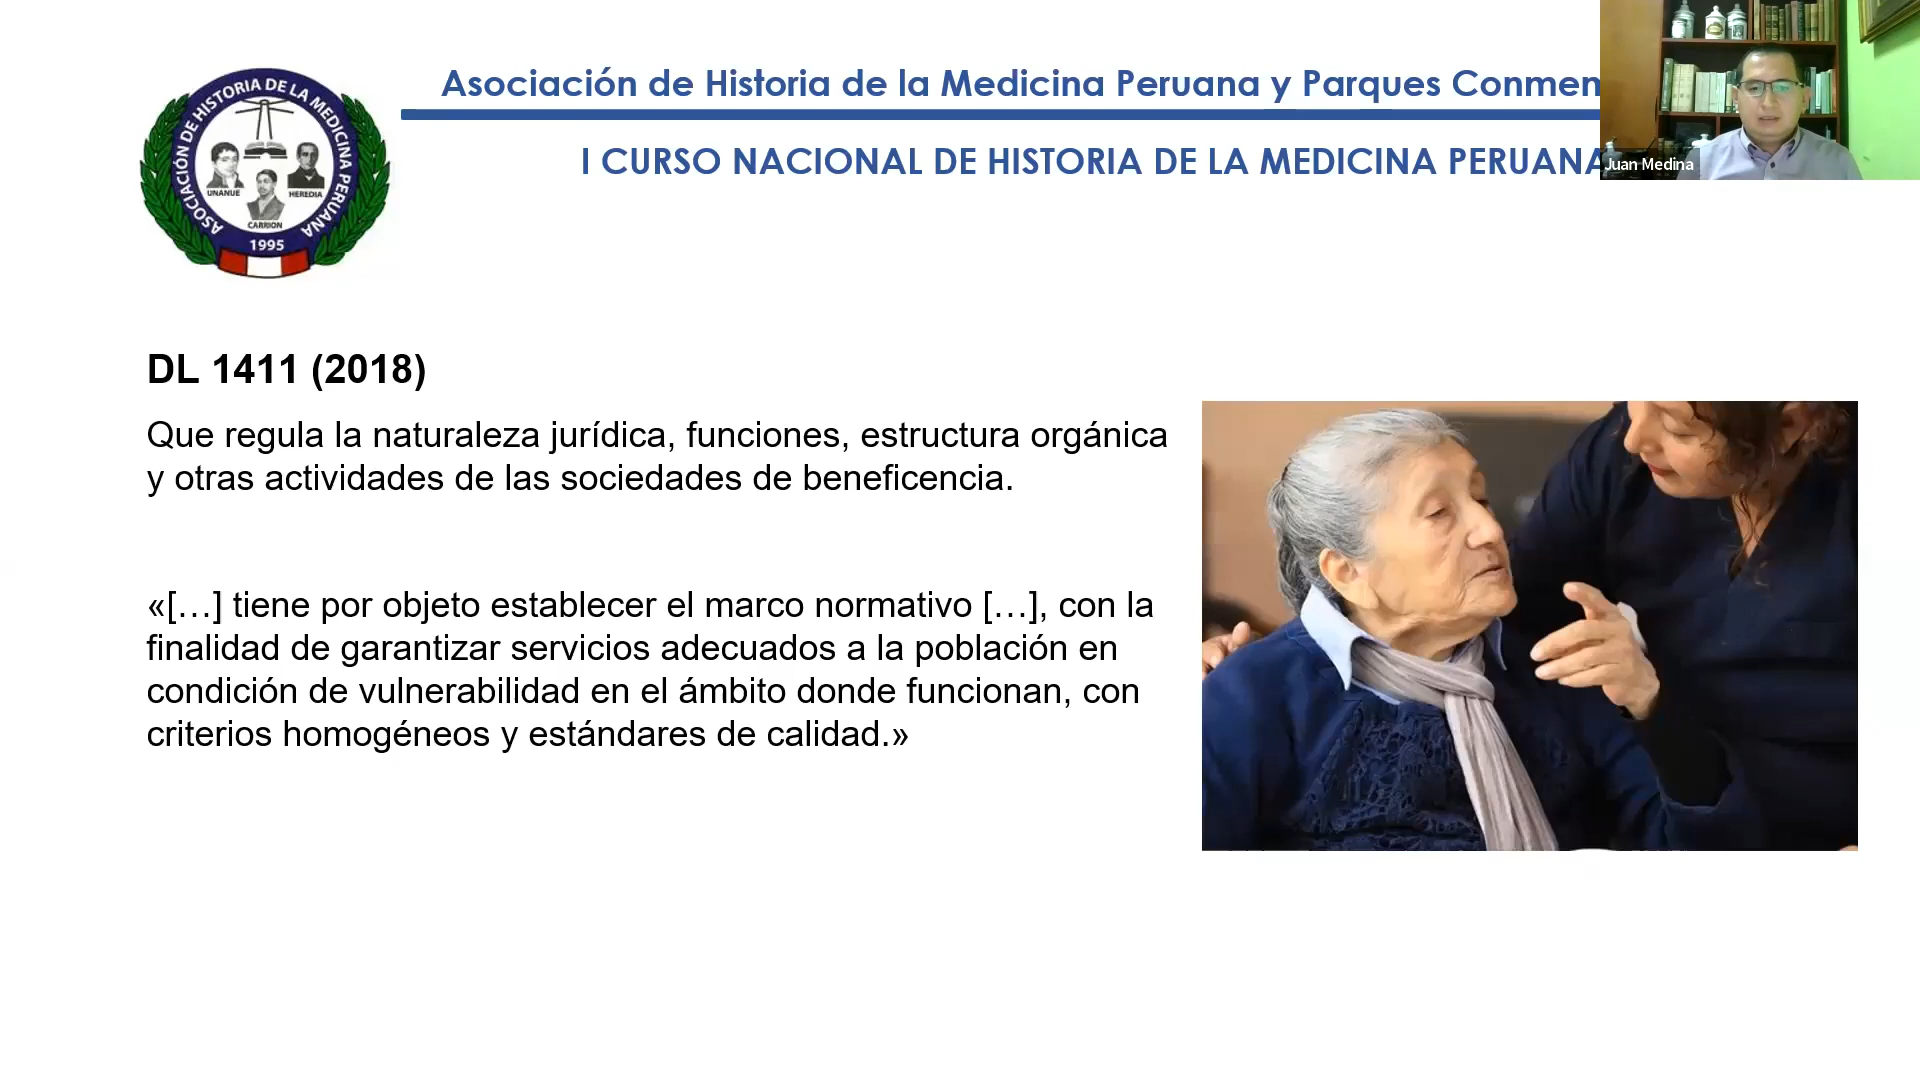 ASOCIACIÓN DE HISTORIA DE LA MEDICINA PERUANA
UNANUE
HEREDIA
CARRION
1995
Asociación de Historia de la Medicina Peruana y Parques Conmen
I CURSO NACIONAL DE HISTORIA DE LA MEDICINA PERUANA
Juan Medina
DL 1411 (2018)
Que regula la naturaleza jurídica, funciones, estructura orgánica
y otras actividades de las sociedades de beneficencia.
«[…] tiene por objeto establecer el marco normativo […], con la
finalidad de garantizar servicios adecuados a la población en
condición de vulnerabilidad en el ámbito donde funcionan, con
criterios homogéneos y estándares de calidad.»